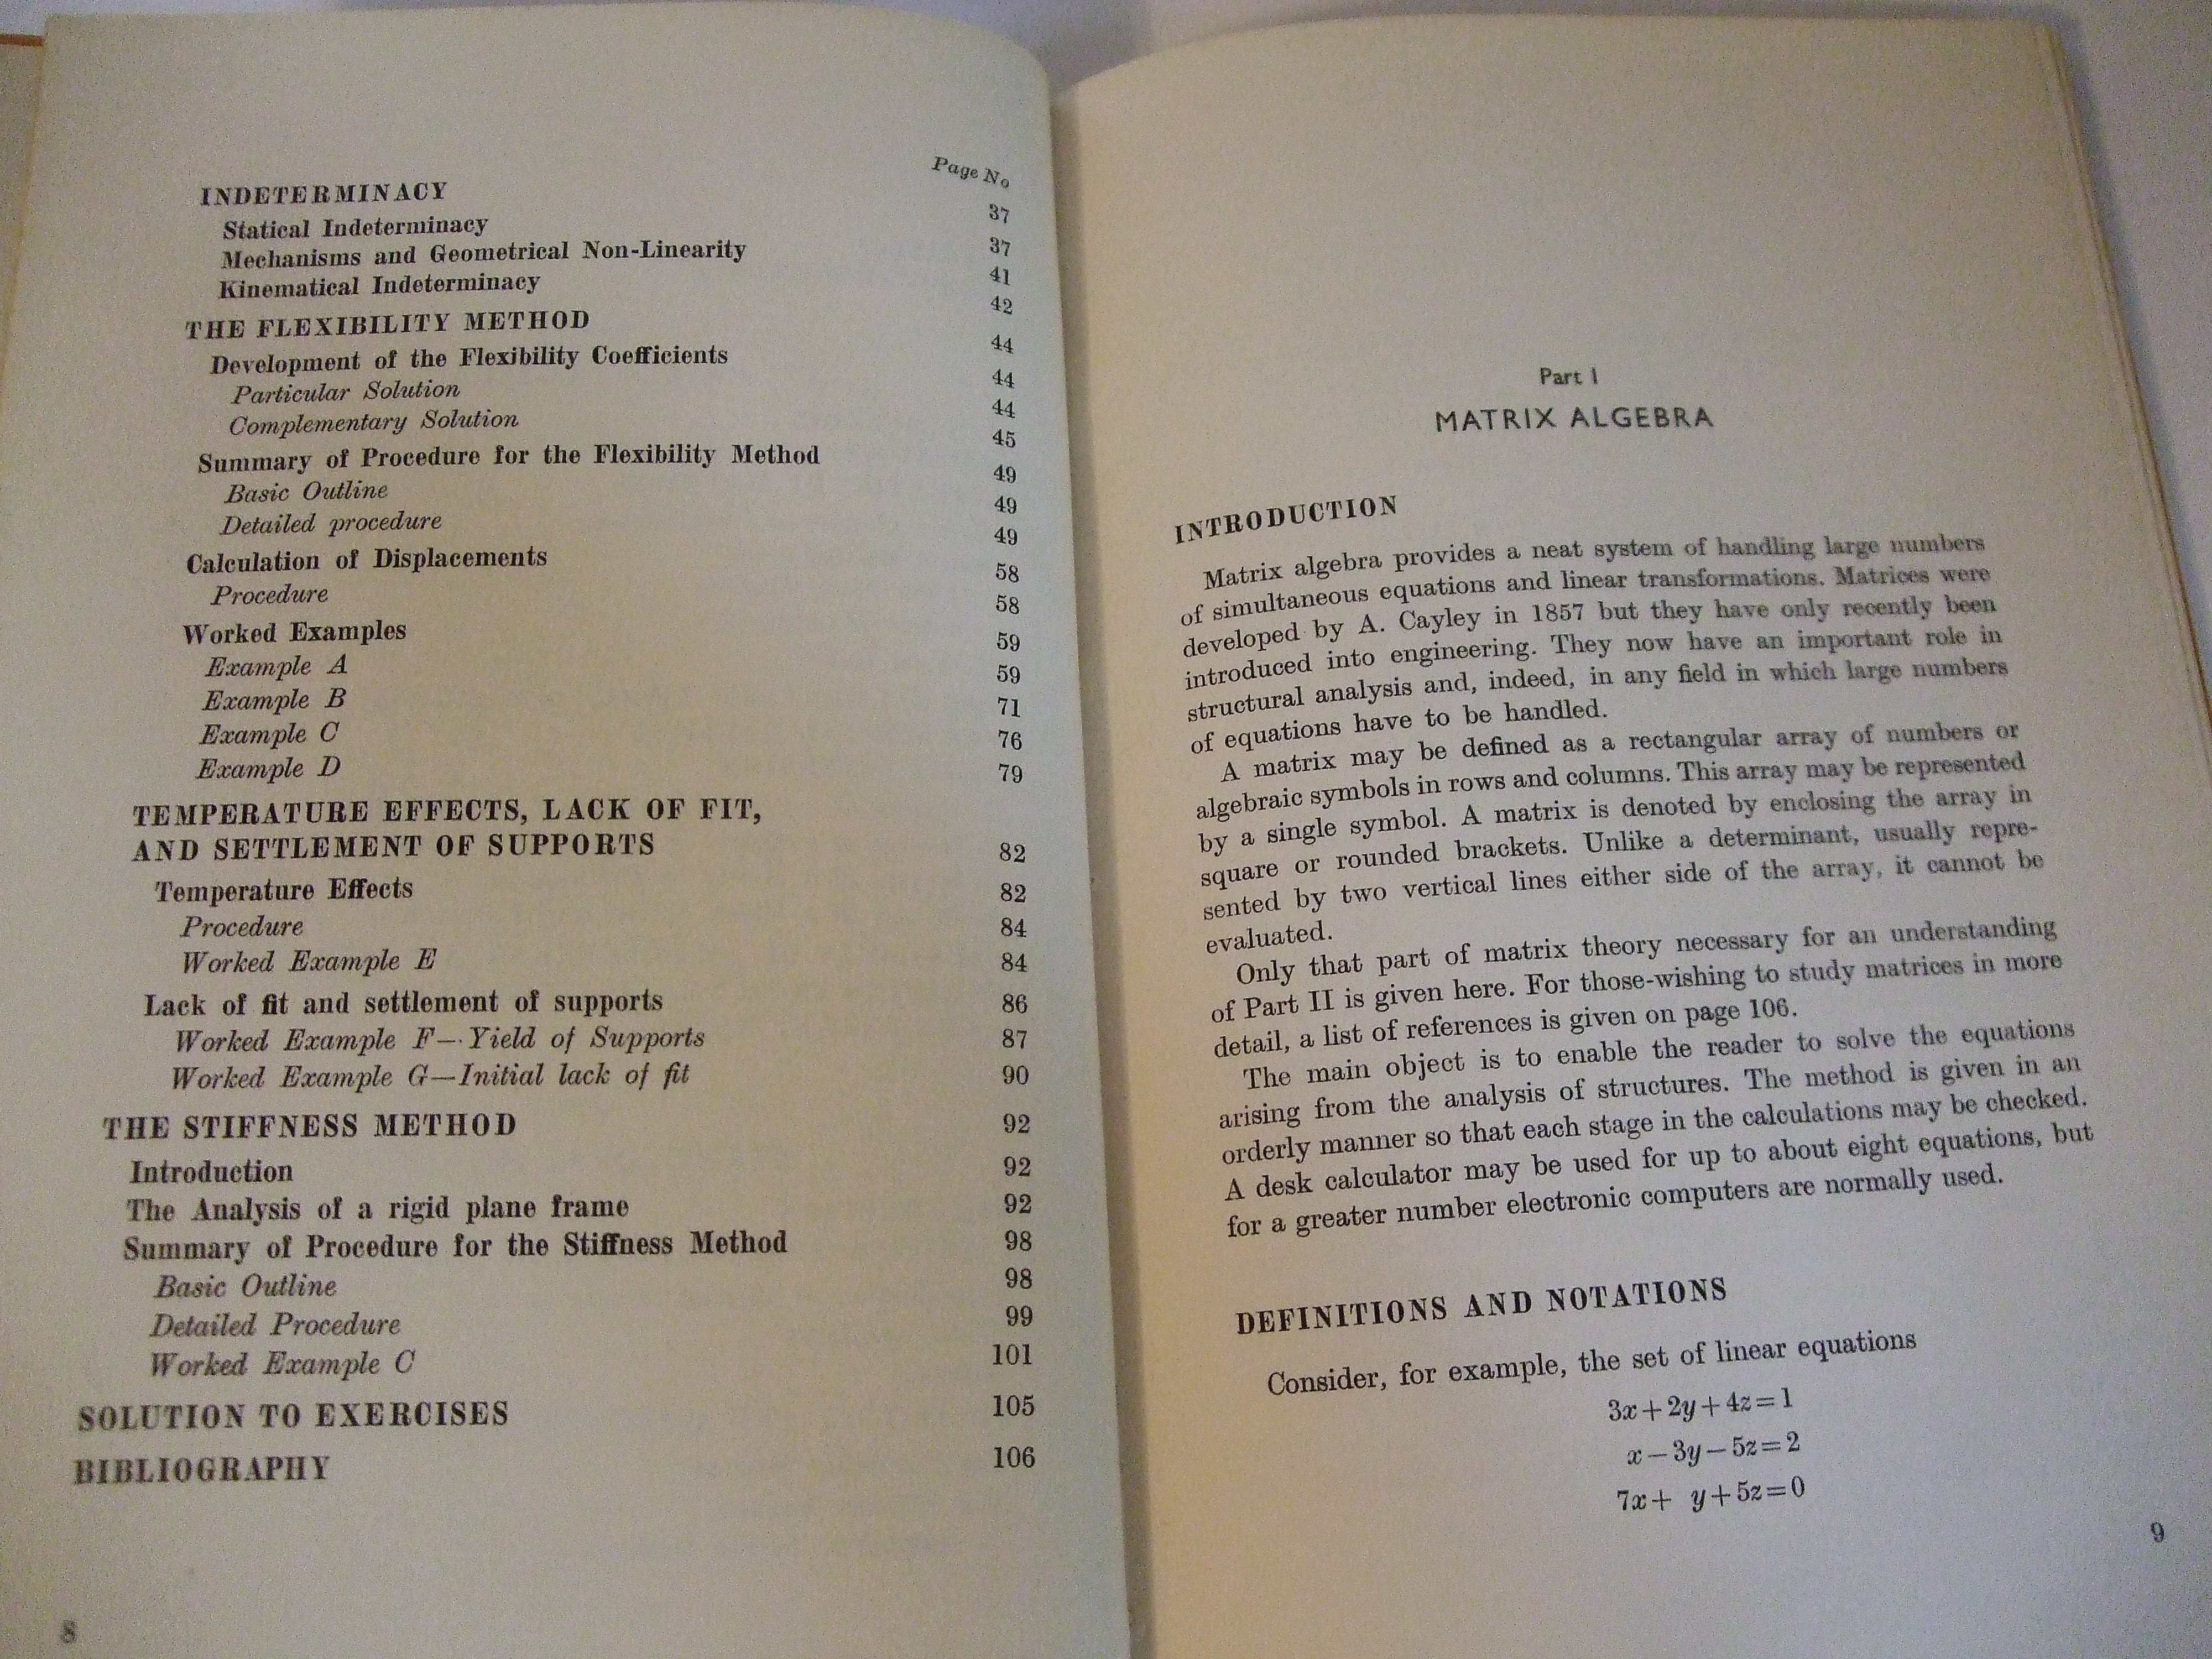 Page No
INDETERMINACY 37
Statical Indeterminacy 37
Mechanisms and Geometrical Non-Linearity 41
Kinematical Indeterminacy 42
THE FLEXIBILITY METHOD 44
Development of the Flexibility Coefficients 44
Particular Solution 44
Complementary Solution 45
Summary of Procedure for the Flexibility Method 49
Basic Outline 49
Detailed procedure 49
Calculation of Displacements 58
Procedure 58
Worked Examples 59
Example A 59
Example B 71
Example C 76
Example D 79
TEMPERATURE EFFECTS, LACK OF FIT,
AND SETTLEMENT OF SUPPORTS 82
Temperature Effects 82
Procedure 84
Worked Example E 84
Lack of fit and settlement of supports 86
Worked Example F—Yield of Supports 87
Worked Example G—Initial lack of fit 90
THE STIFFNESS METHOD 92
Introduction 92
The Analysis of a rigid plane frame 92
Summary of Procedure for the Stiffness Method 98
Basic Outline 98
Detailed Procedure 99
Worked Example C 101
SOLUTION TO EXERCISES 105
BIBLIOGRAPHY 106
8
Part I
MATRIX ALGEBRA
INTRODUCTION
Matrix algebra provides a neat system of handling large numbers
of simultaneous equations and linear transformations. Matrices were
developed by A. Cayley in 1857 but they have only recently been
introduced into engineering. They now have an important role in
structural analysis and, indeed, in any field in which large numbers
of equations have to be handled.
A matrix may be defined as a rectangular array of numbers or
algebraic symbols in rows and columns. This array may be represented
by a single symbol. A matrix is denoted by enclosing the array in
square or rounded brackets. Unlike a determinant, usually repre-
sented by two vertical lines either side of the array, it cannot be
evaluated.
Only that part of matrix theory necessary for an understanding
of Part II is given here. For those-wishing to study matrices in more
detail, a list of references is given on page 106.
The main object is to enable the reader to solve the equations
arising from the analysis of structures. The method is given in an
orderly manner so that each stage in the calculations may be checked.
A desk calculator may be used for up to about eight equations, but
for a greater number electronic computers are normally used.
DEFINITIONS AND NOTATIONS
Consider, for example, the set of linear equations
3x+2y+4z=1
x−3y−5z=2
7x+ y+5z=0
9